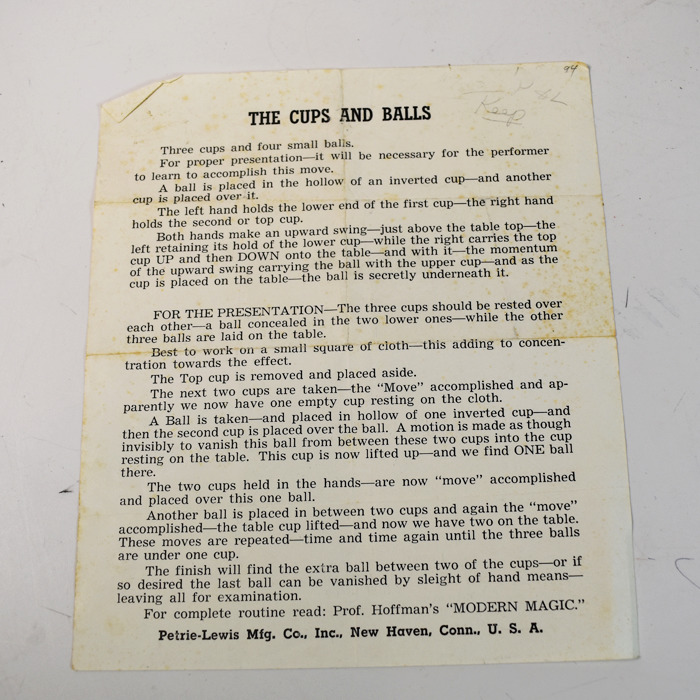 94
Keep
THE CUPS AND BALLS
Three cups and four small balls.
For proper presentation—it will be necessary for the performer
to learn to accomplish this move.
A ball is placed in the hollow of an inverted cup—and another
cup is placed over it.
The left hand holds the lower end of the first cup—the right hand
holds the second or top cup.
Both hands make an upward swing—just above the table top—the
left retaining its hold of the lower cup—while the right carries the top
cup UP and then DOWN onto the table—and with it—the momentum
of the upward swing carrying the ball with the upper cup—and as the
cup is placed on the table—the ball is secretly underneath it.
FOR THE PRESENTATION—The three cups should be rested over
each other—a ball concealed in the two lower ones—while the other
three balls are laid on the table.
Best to work on a small square of cloth—this adding to concen-
tration towards the effect.
The Top cup is removed and placed aside.
The next two cups are taken—the “Move” accomplished and ap-
parently we now have one empty cup resting on the cloth.
A Ball is taken—and placed in hollow of one inverted cup—and
then the second cup is placed over the ball. A motion is made as though
invisibly to vanish this ball from between these two cups into the cup
resting on the table. This cup is now lifted up—and we find ONE ball
there.
The two cups held in the hands—are now “move” accomplished
and placed over this one ball.
Another ball is placed in between two cups and again the “move”
accomplished—the table cup lifted—and now we have two on the table.
These moves are repeated—time and time again until the three balls
are under one cup.
The finish will find the extra ball between two of the cups—or if
so desired the last ball can be vanished by sleight of hand means—
leaving all for examination.
For complete routine read: Prof. Hoffman’s “MODERN MAGIC.”
Petrie-Lewis Mfg. Co., Inc., New Haven, Conn., U. S. A.